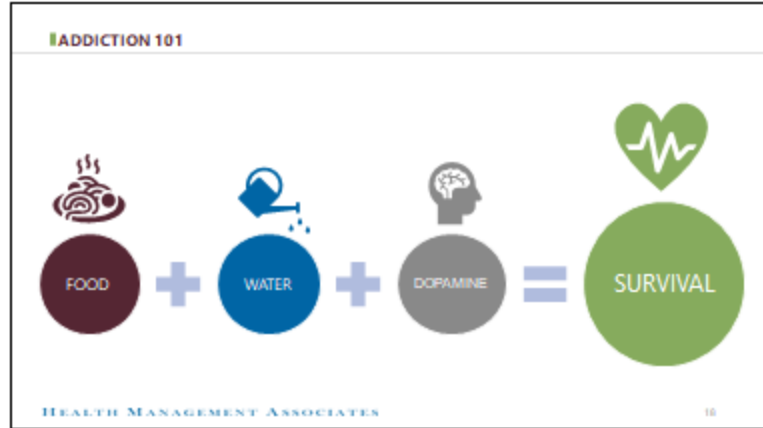 ADDICTION 101
FOOD
WATER
DOPAMINE
SURVIVAL
HEALTH MANAGEMENT ASSOCIATES